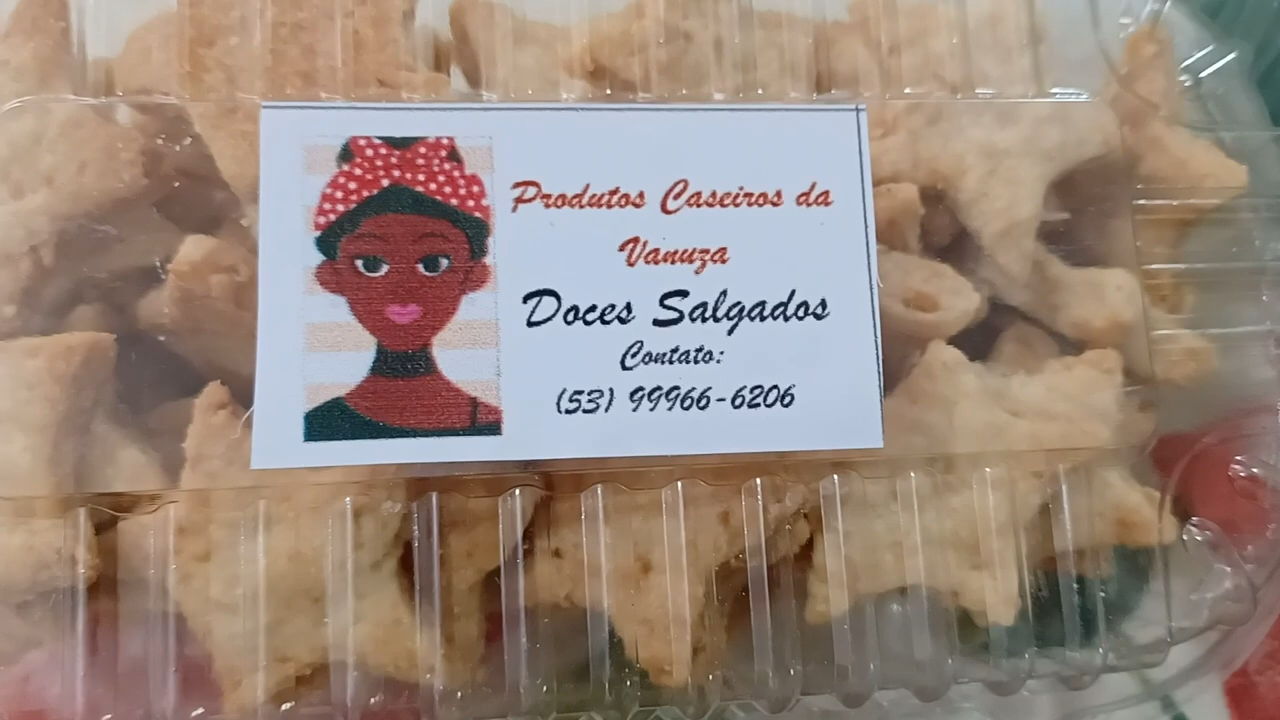 Produtos Caseiros da
Vanuza
Doces Salgados
Contato:
(53) 99966-6206